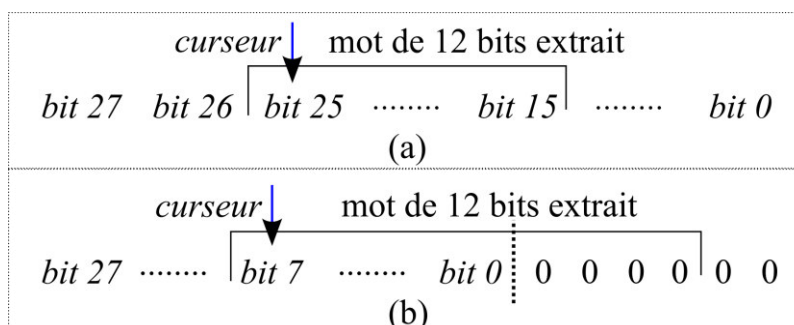 curseur mot de 12 bits extrait
bit 27 bit 26 bit 25 ........ bit 15 ........ bit 0
(a)
curseur mot de 12 bits extrait
bit 27 ........ bit 7 ........ bit 0 0 0 0 0 0 0
(b)